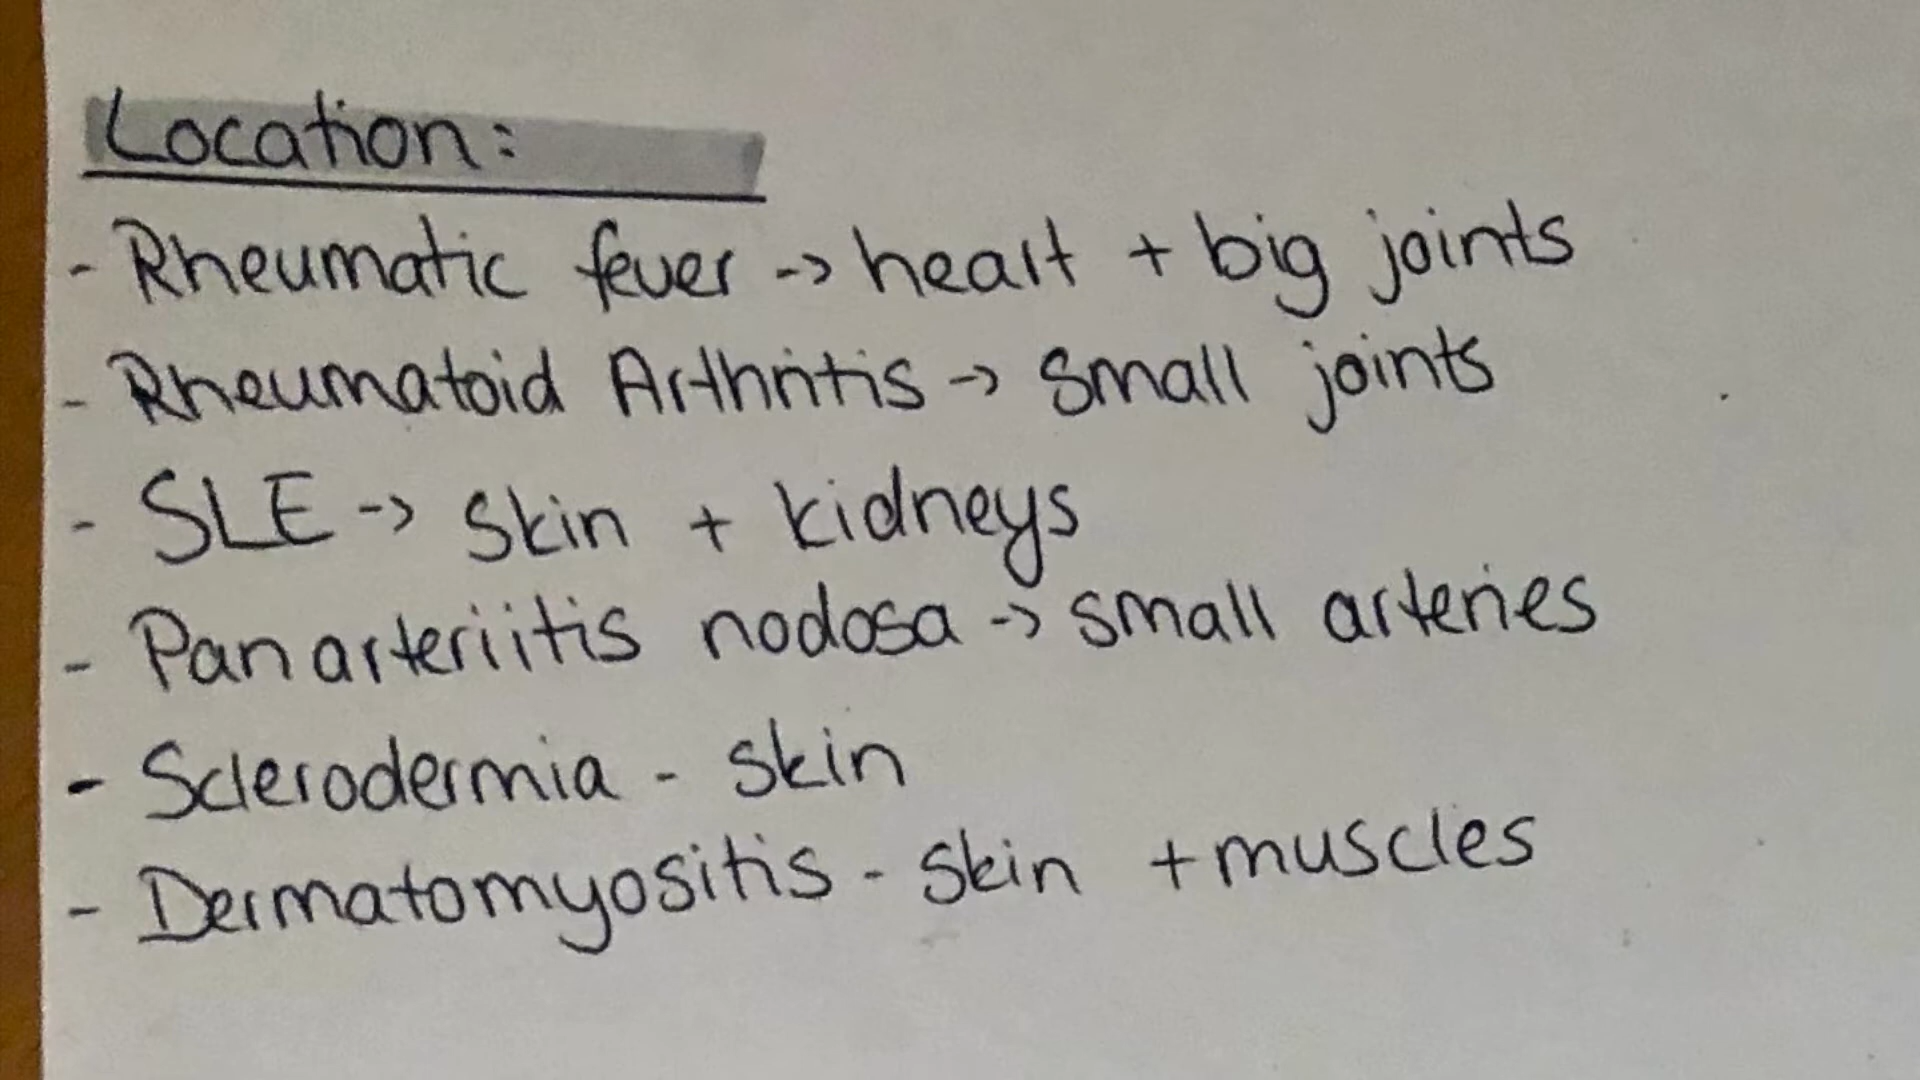 Location:
- Rheumatic fever -> heart + big joints
- Rheumatoid Arthritis -> small joints
- SLE -> skin + kidneys
- Panarteriitis nodosa -> small arteries
- Sclerodermia - skin
- Dermatomyositis - skin + muscles